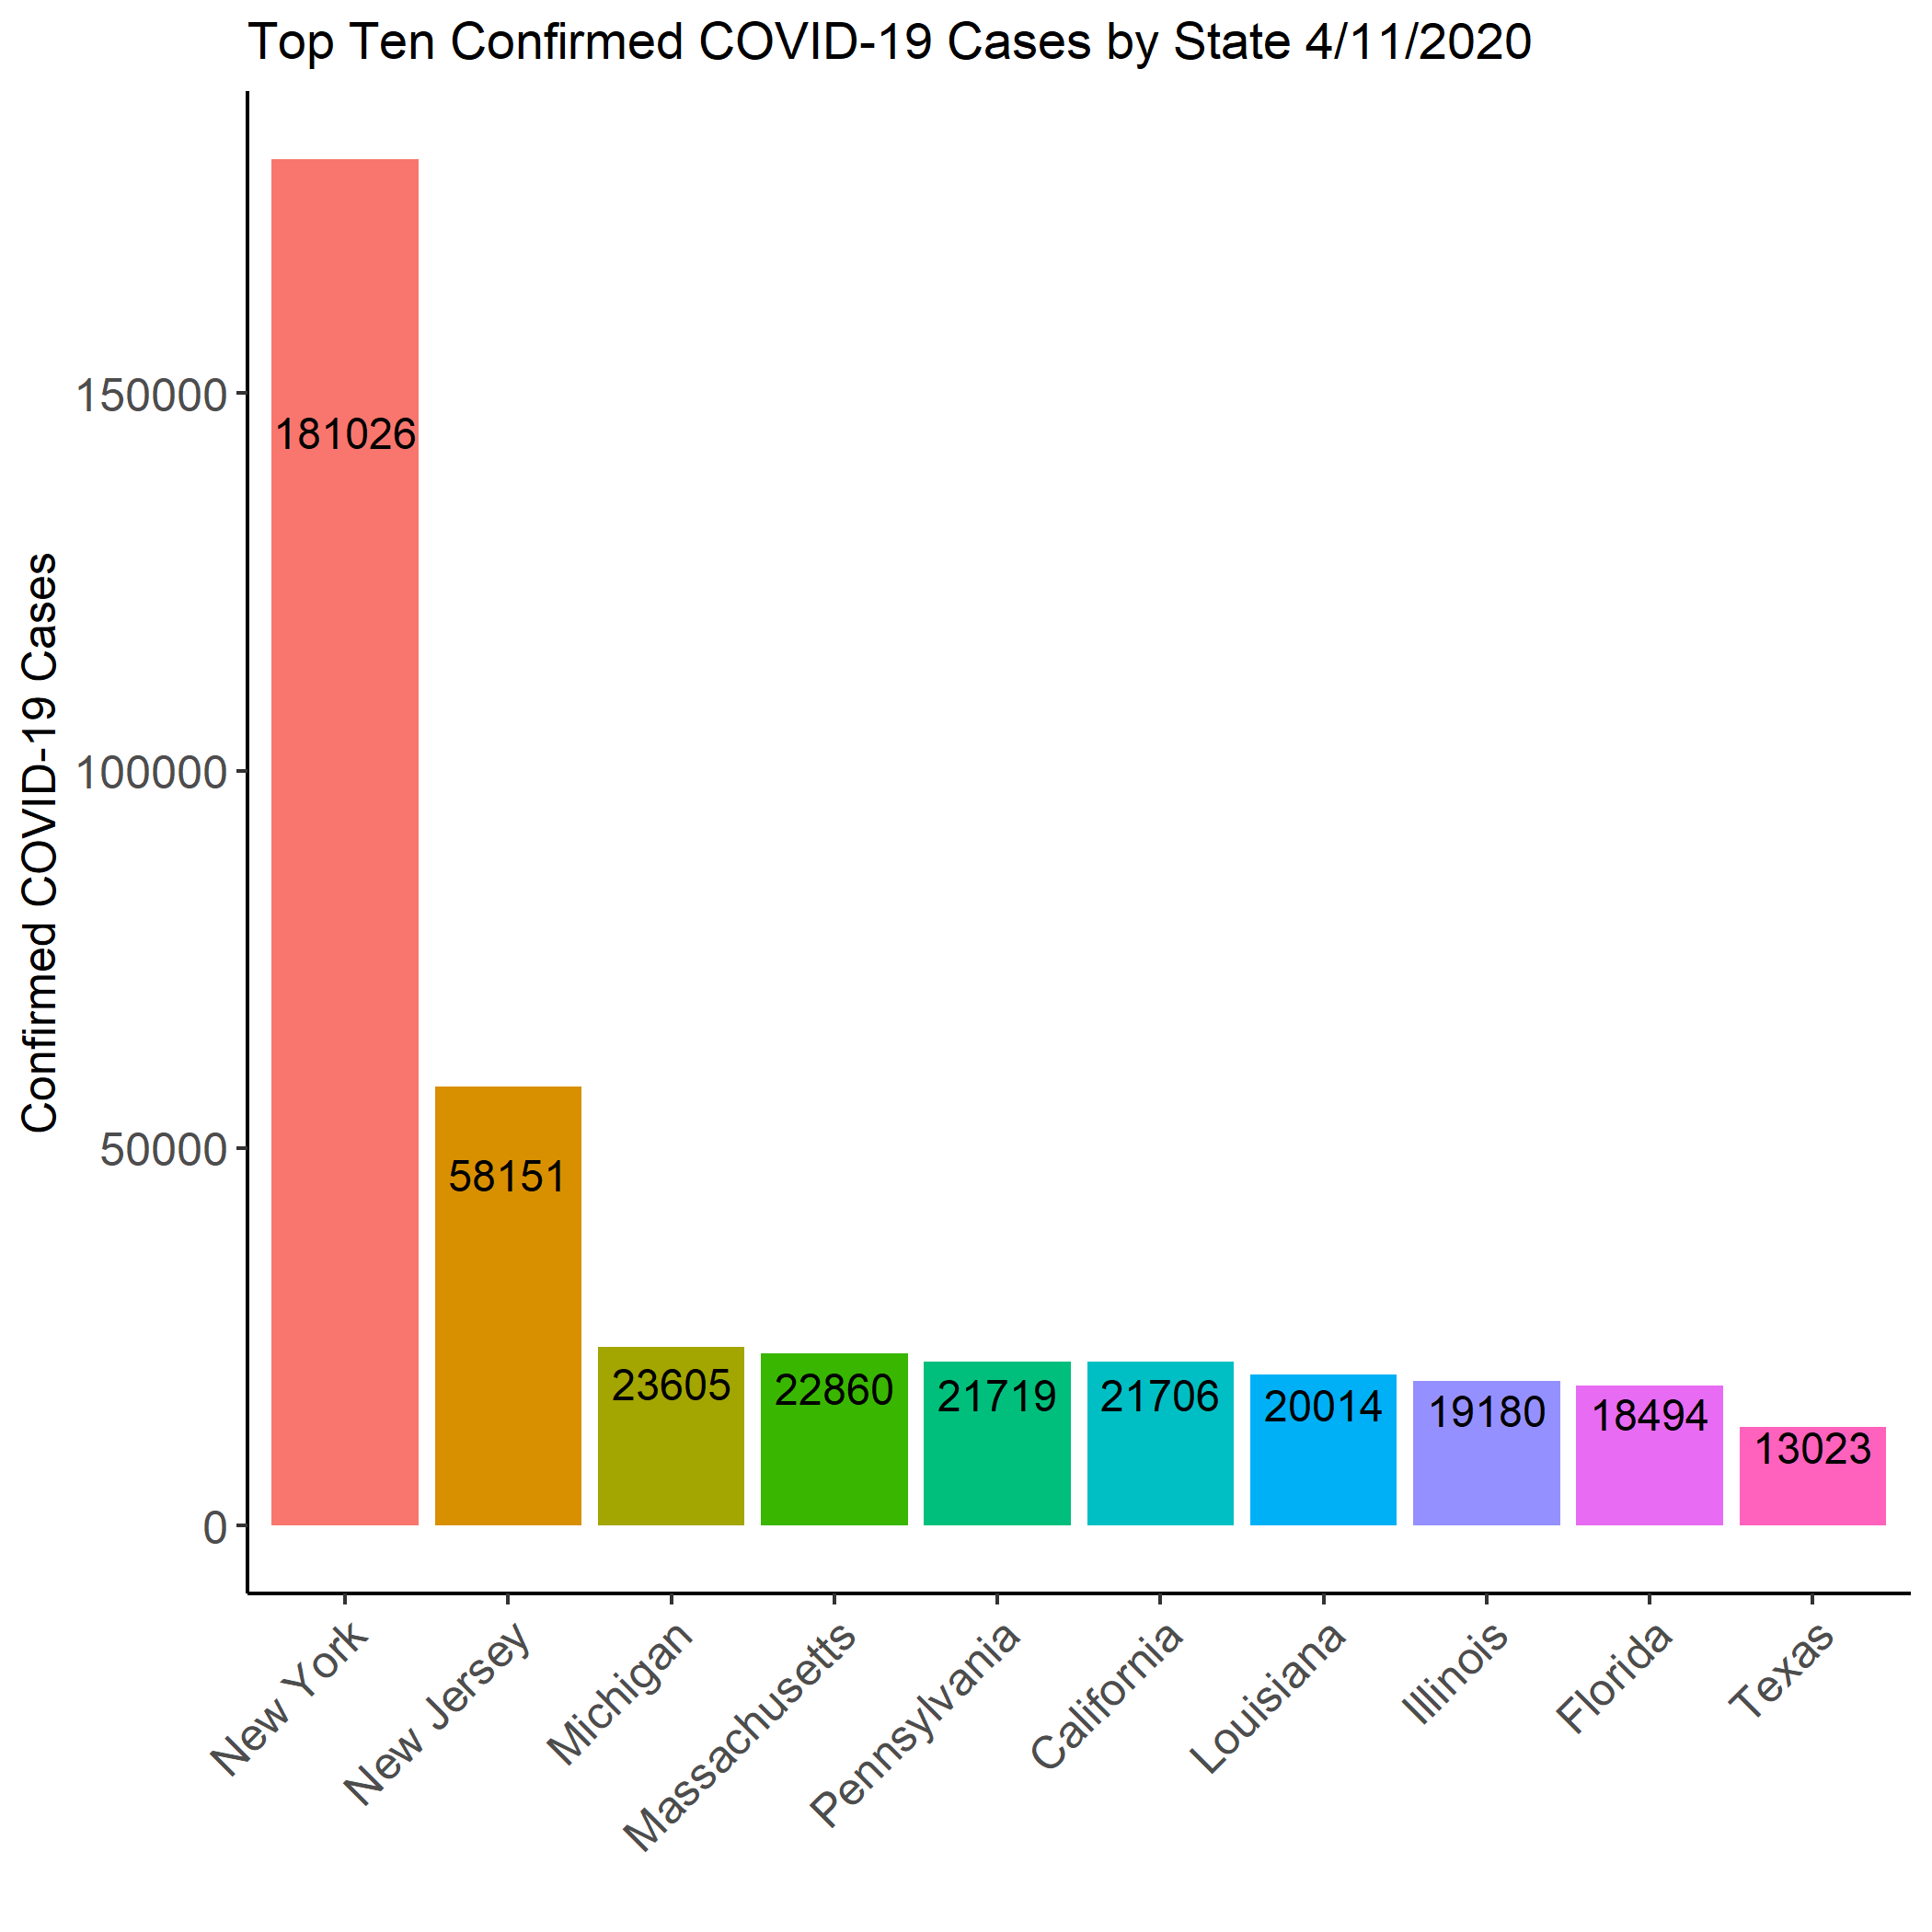 Top Ten Confirmed COVID-19 Cases by State 4/11/2020
Confirmed COVID-19 Cases
150000
100000
50000
0
181026
58151
23605
22860
21719
21706
20014
19180
18494
13023
New York
New Jersey
Michigan
Massachusetts
Pennsylvania
California
Louisiana
Illinois
Florida
Texas